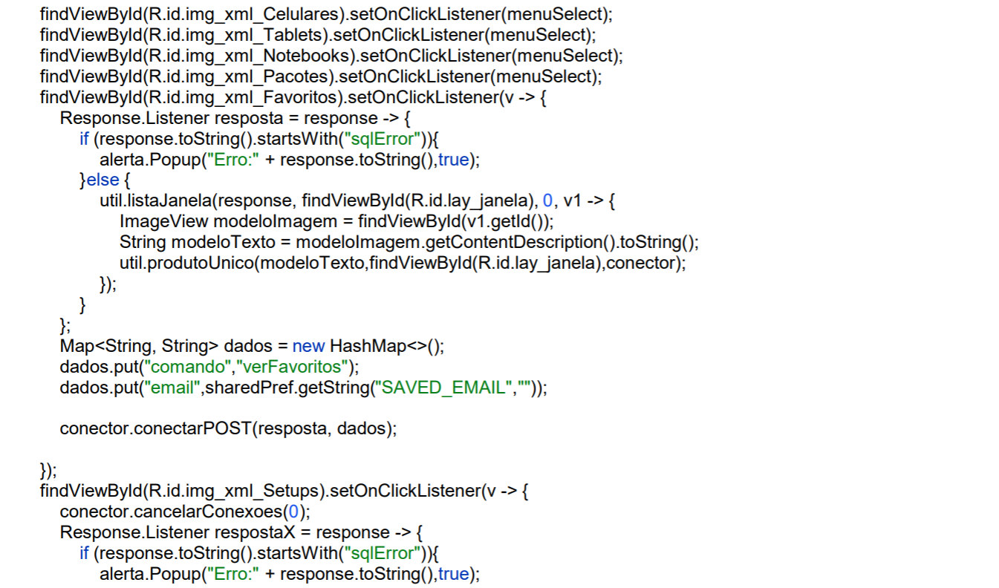 findViewById(R.id.img_xml_Celulares).setOnClickListener(menuSelect);
findViewById(R.id.img_xml_Tablets).setOnClickListener(menuSelect);
findViewById(R.id.img_xml_Notebooks).setOnClickListener(menuSelect);
findViewById(R.id.img_xml_Pacotes).setOnClickListener(menuSelect);
findViewById(R.id.img_xml_Favoritos).setOnClickListener(v -> {
Response.Listener resposta = response -> {
if (response.toString().startsWith("sqlError")){
alerta.Popup("Erro:" + response.toString(),true);
}else {
util.listaJanela(response, findViewById(R.id.lay_janela), 0, v1 -> {
ImageView modeloImagem = findViewById(v1.getId());
String modeloTexto = modeloImagem.getContentDescription().toString();
util.produtoUnico(modeloTexto,findViewById(R.id.lay_janela),conector);
});
}
};
Map<String, String> dados = new HashMap<>();
dados.put("comando","verFavoritos");
dados.put("email",sharedPref.getString("SAVED_EMAIL",""));
conector.conectarPOST(resposta, dados);
});
findViewById(R.id.img_xml_Setups).setOnClickListener(v -> {
conector.cancelarConexoes(0);
Response.Listener respostaX = response -> {
if (response.toString().startsWith("sqlError")){
alerta.Popup("Erro:" + response.toString(),true);